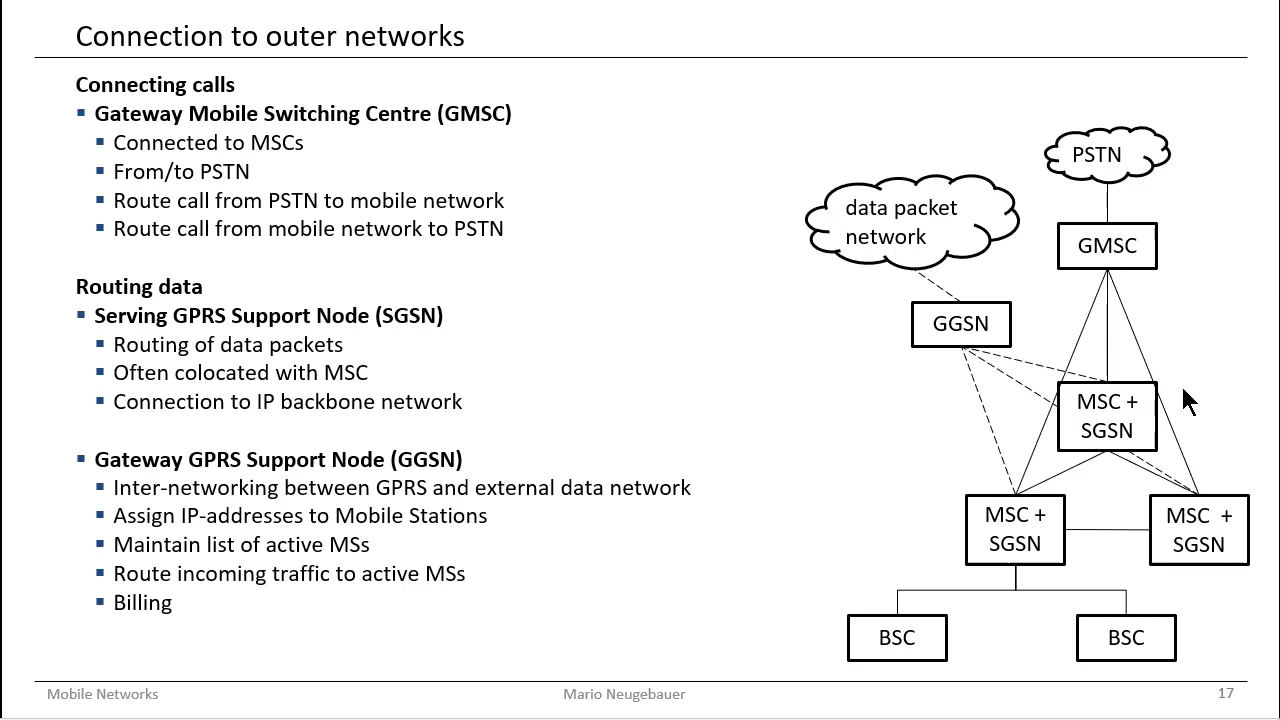 Connection to outer networks
Connecting calls
Gateway Mobile Switching Centre (GMSC)
Connected to MSCs
From/to PSTN
Route call from PSTN to mobile network
Route call from mobile network to PSTN
Routing data
Serving GPRS Support Node (SGSN)
Routing of data packets
Often colocated with MSC
Connection to IP backbone network
Gateway GPRS Support Node (GGSN)
Inter-networking between GPRS and external data network
Assign IP-addresses to Mobile Stations
Maintain list of active MSs
Route incoming traffic to active MSs
Billing
PSTN
data packet
network
GMSC
GGSN
MSC +
SGSN
MSC +
SGSN
MSC +
SGSN
BSC
BSC
Mobile Networks
Mario Neugebauer
17